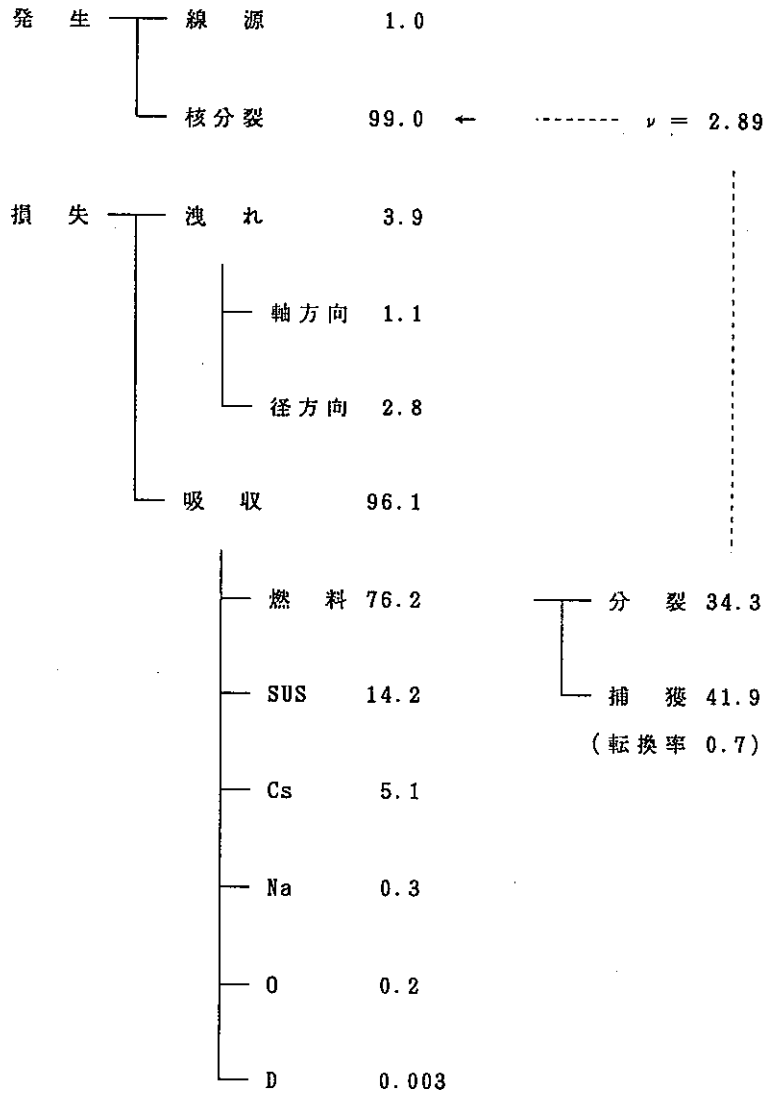 発生 線源 1.0
核分裂 99.0 ← ν = 2.89
損失 洩れ 3.9
軸方向 1.1
径方向 2.8
吸収 96.1
燃料 76.2 分裂 34.3
SUS 14.2 捕獲 41.9
(転換率 0.7)
Cs 5.1
Na 0.3
O 0.2
D 0.003